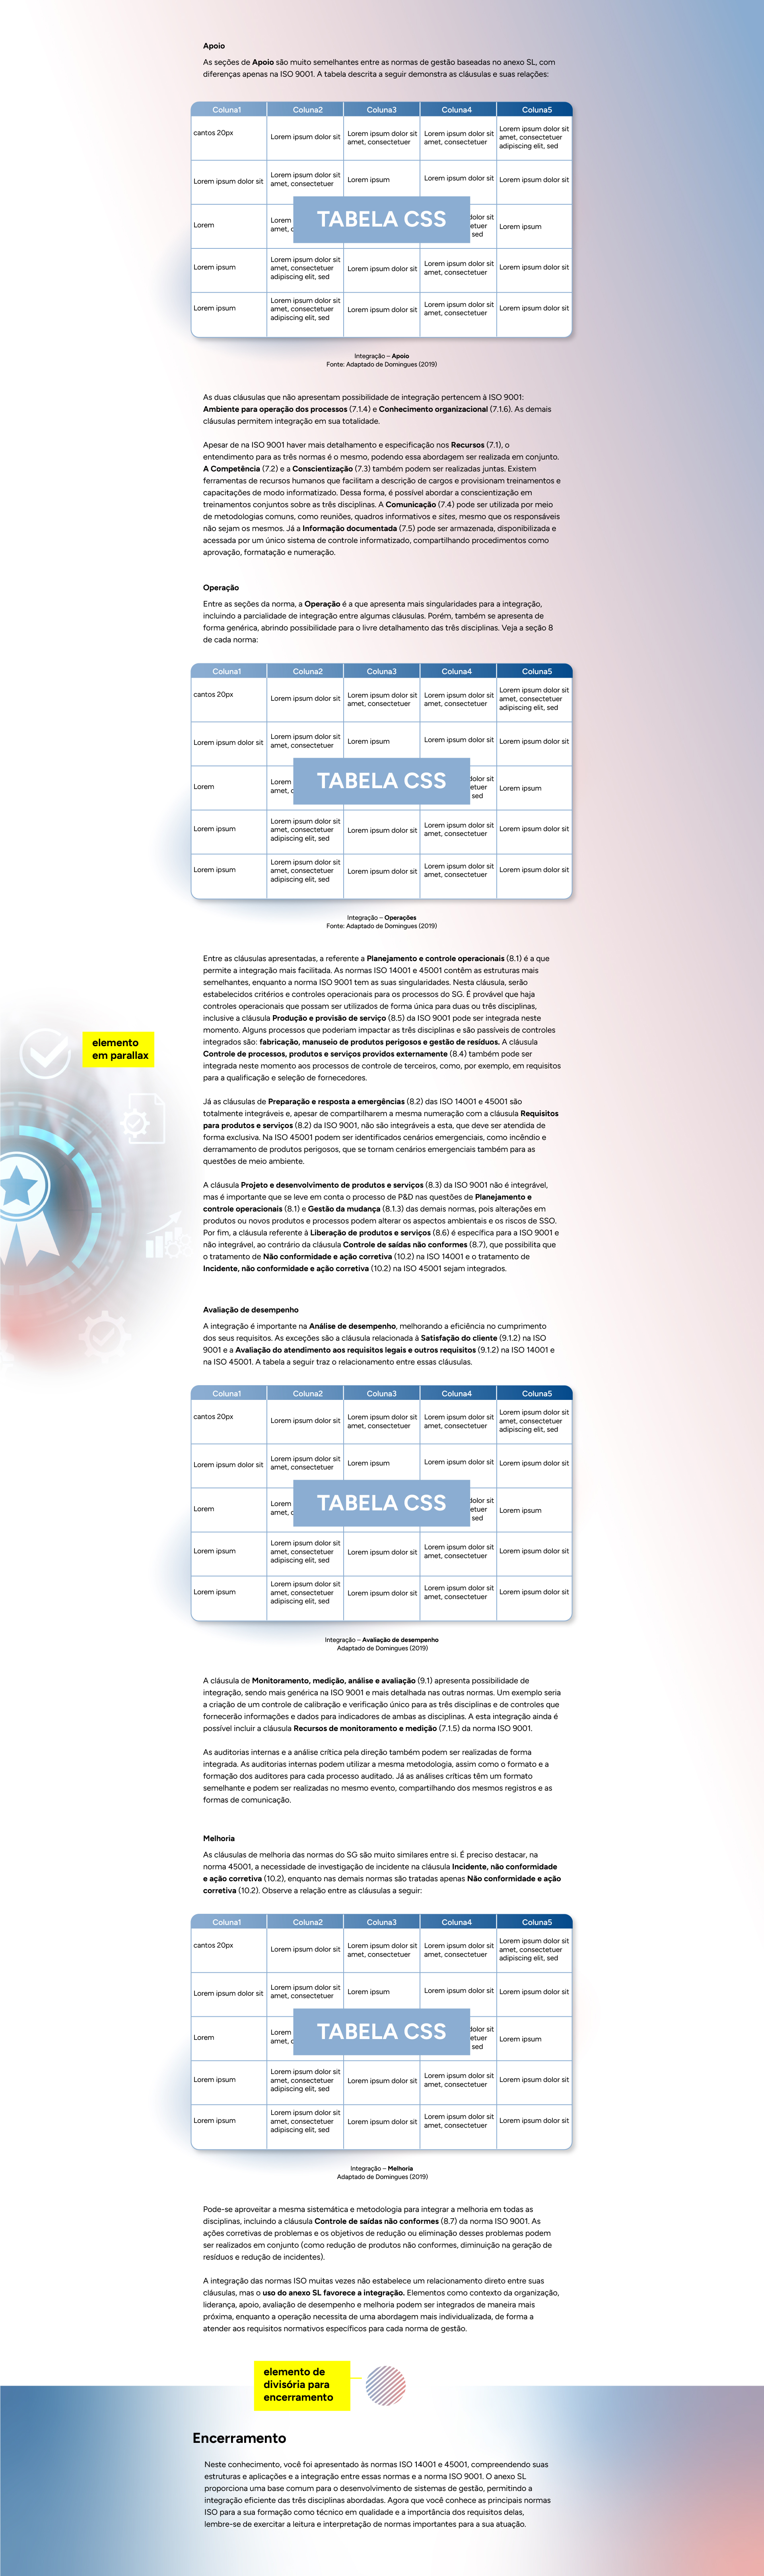 Apoio
As seções de Apoio são muito semelhantes entre as normas de gestão baseadas no anexo SL, com
diferenças apenas na ISO 9001. A tabela descrita a seguir demonstra as cláusulas e suas relações:
Coluna1 Coluna2 Coluna3 Coluna4 Coluna5
cantos 20px
Lorem ipsum dolor sit
Lorem ipsum dolor sit
amet, consectetuer
Lorem ipsum dolor sit
amet, consectetuer
Lorem ipsum dolor sit
amet, consectetuer
adipiscing elit, sed
Lorem ipsum dolor sit
Lorem ipsum dolor sit
amet, consectetuer
Lorem ipsum
Lorem ipsum dolor sit
Lorem ipsum dolor sit
Lorem
Lorem
amet,
TABELA CSS
dolor sit
etuer
sed
Lorem ipsum
Lorem ipsum
Lorem ipsum dolor sit
amet, consectetuer
adipiscing elit, sed
Lorem ipsum dolor sit
Lorem ipsum dolor sit
amet, consectetuer
Lorem ipsum dolor sit
Lorem ipsum
Lorem ipsum dolor sit
amet, consectetuer
adipiscing elit, sed
Lorem ipsum dolor sit
Lorem ipsum dolor sit
amet, consectetuer
Lorem ipsum dolor sit
Integração – Apoio
Fonte: Adaptado de Domingues (2019)
As duas cláusulas que não apresentam possibilidade de integração pertencem à ISO 9001:
Ambiente para operação dos processos (7.1.4) e Conhecimento organizacional (7.1.6). As demais
cláusulas permitem integração em sua totalidade.
Apesar de na ISO 9001 haver mais detalhamento e especificação nos Recursos (7.1), o
entendimento para as três normas é o mesmo, podendo essa abordagem ser realizada em conjunto.
A Competência (7.2) e a Conscientização (7.3) também podem ser realizadas juntas. Existem
ferramentas de recursos humanos que facilitam a descrição de cargos e provisionam treinamentos e
capacitações de modo informatizado. Dessa forma, é possível abordar a conscientização em
treinamentos conjuntos sobre as três disciplinas. A Comunicação (7.4) pode ser utilizada por meio
de metodologias comuns, como reuniões, quadros informativos e sites, mesmo que os responsáveis
não sejam os mesmos. Já a Informação documentada (7.5) pode ser armazenada, disponibilizada e
acessada por um único sistema de controle informatizado, compartilhando procedimentos como
aprovação, formatação e numeração.
Operação
Entre as seções da norma, a Operação é a que apresenta mais singularidades para a integração,
incluindo a parcialidade de integração entre algumas cláusulas. Porém, também se apresenta de
forma genérica, abrindo possibilidade para o livre detalhamento das três disciplinas. Veja a seção 8
de cada norma:
Coluna1 Coluna2 Coluna3 Coluna4 Coluna5
cantos 20px
Lorem ipsum dolor sit
Lorem ipsum dolor sit
amet, consectetuer
Lorem ipsum dolor sit
amet, consectetuer
Lorem ipsum dolor sit
amet, consectetuer
adipiscing elit, sed
Lorem ipsum dolor sit
Lorem ipsum dolor sit
amet, consectetuer
Lorem ipsum
Lorem ipsum dolor sit
Lorem ipsum dolor sit
Lorem
Lorem
amet,
TABELA CSS
dolor sit
etuer
sed
Lorem ipsum
Lorem ipsum
Lorem ipsum dolor sit
amet, consectetuer
adipiscing elit, sed
Lorem ipsum dolor sit
Lorem ipsum dolor sit
amet, consectetuer
Lorem ipsum dolor sit
Lorem ipsum
Lorem ipsum dolor sit
amet, consectetuer
adipiscing elit, sed
Lorem ipsum dolor sit
Lorem ipsum dolor sit
amet, consectetuer
Lorem ipsum dolor sit
Integração – Operações
Fonte: Adaptado de Domingues (2019)
Entre as cláusulas apresentadas, a referente a Planejamento e controle operacionais (8.1) é a que
permite a integração mais facilitada. As normas ISO 14001 e 45001 contêm as estruturas mais
semelhantes, enquanto a norma ISO 9001 tem as suas singularidades. Nesta cláusula, serão
estabelecidos critérios e controles operacionais para os processos do SG. É provável que haja
controles operacionais que possam ser utilizados de forma única para duas ou três disciplinas,
inclusive a cláusula Produção e provisão de serviço (8.5) da ISO 9001 pode ser integrada neste
momento. Alguns processos que poderiam impactar as três disciplinas e são passíveis de controles
integrados são: fabricação, manuseio de produtos perigosos e gestão de resíduos. A cláusula
Controle de processos, produtos e serviços providos externamente (8.4) também pode ser
integrada neste momento aos processos de controle de terceiros, como, por exemplo, em requisitos
para a qualificação e seleção de fornecedores.
elemento
em parallax
Já as cláusulas de Preparação e resposta a emergências (8.2) das ISO 14001 e 45001 são
totalmente integráveis e, apesar de compartilharem a mesma numeração com a cláusula Requisitos
para produtos e serviços (8.2) da ISO 9001, não são integráveis a esta, que deve ser atendida de
forma exclusiva. Na ISO 45001 podem ser identificados cenários emergenciais, como incêndio e
derramento de produtos perigosos, que se tornam cenários emergenciais também para as
questões de meio ambiente.
A cláusula Projeto e desenvolvimento de produtos e serviços (8.3) da ISO 9001 não é integrável,
mas é importante que se leve em conta o processo de P&D nas questões de Planejamento e
controle operacionais (8.1) e Gestão da mudança (8.1.3) das demais normas, pois alterações em
produtos ou novos produtos e processos podem alterar os aspectos ambientais e os riscos de SSO.
Por fim, a cláusula referente à Liberação de produtos e serviços (8.6) é específica para a ISO 9001 e
não integrável, ao contrário da cláusula Controle de saídas não conformes (8.7), que possibilita que
o tratamento de Não conformidade e ação corretiva (10.2) na ISO 14001 e o tratamento de
Incidente, não conformidade e ação corretiva (10.2) na ISO 45001 sejam integrados.
Avaliação de desempenho
A integração é importante na Análise de desempenho, melhorando a eficiência no cumprimento
dos seus requisitos. As exceções são a cláusula relacionada à Satisfação do cliente (9.1.2) na ISO
9001 e a Avaliação do atendimento aos requisitos legais e outros requisitos (9.1.2) na ISO 14001 e
na ISO 45001. A tabela a seguir traz o relacionamento entre essas cláusulas.
Coluna1 Coluna2 Coluna3 Coluna4 Coluna5
cantos 20px
Lorem ipsum dolor sit
Lorem ipsum dolor sit
amet, consectetuer
Lorem ipsum dolor sit
amet, consectetuer
Lorem ipsum dolor sit
amet, consectetuer
adipiscing elit, sed
Lorem ipsum dolor sit
Lorem ipsum dolor sit
amet, consectetuer
Lorem ipsum
Lorem ipsum dolor sit
Lorem ipsum dolor sit
Lorem
Lorem
amet,
TABELA CSS
dolor sit
etuer
sed
Lorem ipsum
Lorem ipsum
Lorem ipsum dolor sit
amet, consectetuer
adipiscing elit, sed
Lorem ipsum dolor sit
Lorem ipsum dolor sit
amet, consectetuer
Lorem ipsum dolor sit
Lorem ipsum
Lorem ipsum dolor sit
amet, consectetuer
adipiscing elit, sed
Lorem ipsum dolor sit
Lorem ipsum dolor sit
amet, consectetuer
Lorem ipsum dolor sit
Integração – Avaliação de desempenho
Adaptado de Domingues (2019)
A cláusula de Monitoramento, medição, análise e avaliação (9.1) apresenta possibilidade de
integração, sendo mais genérica na ISO 9001 e mais detalhada nas outras normas. Um exemplo seria
a criação de um controle de calibração e verificação único para as três disciplinas e de controles que
fornecerão informações e dados para indicadores de ambas as disciplinas. A esta integração ainda é
possível incluir a cláusula Recursos de monitoramento e medição (7.1.5) da norma ISO 9001.
As auditorias internas e a análise crítica pela direção também podem ser realizadas de forma
integrada. As auditorias internas podem utilizar a mesma metodologia, assim como o formato e a
formação dos auditores para cada processo auditado. Já as análises críticas têm um formato
semelhante e podem ser realizadas no mesmo evento, compartilhando dos mesmos registros e as
formas de comunicação.
Melhoria
As cláusulas de melhoria das normas do SG são muito similares entre si. É preciso destacar, na
norma 45001, a necessidade de investigação de incidente na cláusula Incidente, não conformidade
e ação corretiva (10.2), enquanto nas demais normas são tratadas apenas Não conformidade e ação
corretiva (10.2). Observe a relação entre as cláusulas a seguir:
Coluna1 Coluna2 Coluna3 Coluna4 Coluna5
cantos 20px
Lorem ipsum dolor sit
Lorem ipsum dolor sit
amet, consectetuer
Lorem ipsum dolor sit
amet, consectetuer
Lorem ipsum dolor sit
amet, consectetuer
adipiscing elit, sed
Lorem ipsum dolor sit
Lorem ipsum dolor sit
amet, consectetuer
Lorem ipsum
Lorem ipsum dolor sit
Lorem ipsum dolor sit
Lorem
Lorem
amet,
TABELA CSS
dolor sit
etuer
sed
Lorem ipsum
Lorem ipsum
Lorem ipsum dolor sit
amet, consectetuer
adipiscing elit, sed
Lorem ipsum dolor sit
Lorem ipsum dolor sit
amet, consectetuer
Lorem ipsum dolor sit
Lorem ipsum
Lorem ipsum dolor sit
amet, consectetuer
adipiscing elit, sed
Lorem ipsum dolor sit
Lorem ipsum dolor sit
amet, consectetuer
Lorem ipsum dolor sit
Integração – Melhoria
Adaptado de Domingues (2019)
Pode-se aproveitar a mesma sistemática e metodologia para integrar a melhoria em todas as
disciplinas, incluindo a cláusula Controle de saídas não conformes (8.7) da norma ISO 9001. As
ações corretivas de problemas e os objetivos de redução ou eliminação desses problemas podem
ser realizados em conjunto (como redução de produtos não conformes, diminuição na geração de
resíduos e redução de incidentes).
A integração das normas ISO muitas vezes não estabelece um relacionamento direto entre suas
cláusulas, mas o uso do anexo SL favorece a integração. Elementos como contexto da organização,
liderança, apoio, avaliação de desempenho e melhoria podem ser integrados de maneira mais
próxima, enquanto a operação necessita de uma abordagem mais individualizada, de forma a
atender aos requisitos normativos específicos para cada norma de gestão.
elemento de
divisória para
encerramento
Encerramento
Neste conhecimento, você foi apresentado às normas ISO 14001 e 45001, compreendendo suas
estruturas e aplicações e a integração entre essas normas e a norma ISO 9001. O anexo SL
proporciona uma base comum para o desenvolvimento de sistemas de gestão, permitindo a
integração eficiente das três disciplinas abordadas. Agora que você conhece as principais normas
ISO para a sua formação como técnico em qualidade e a importância dos requisitos delas,
lembre-se de exercitar a leitura e interpretação de normas importantes para a sua atuação.